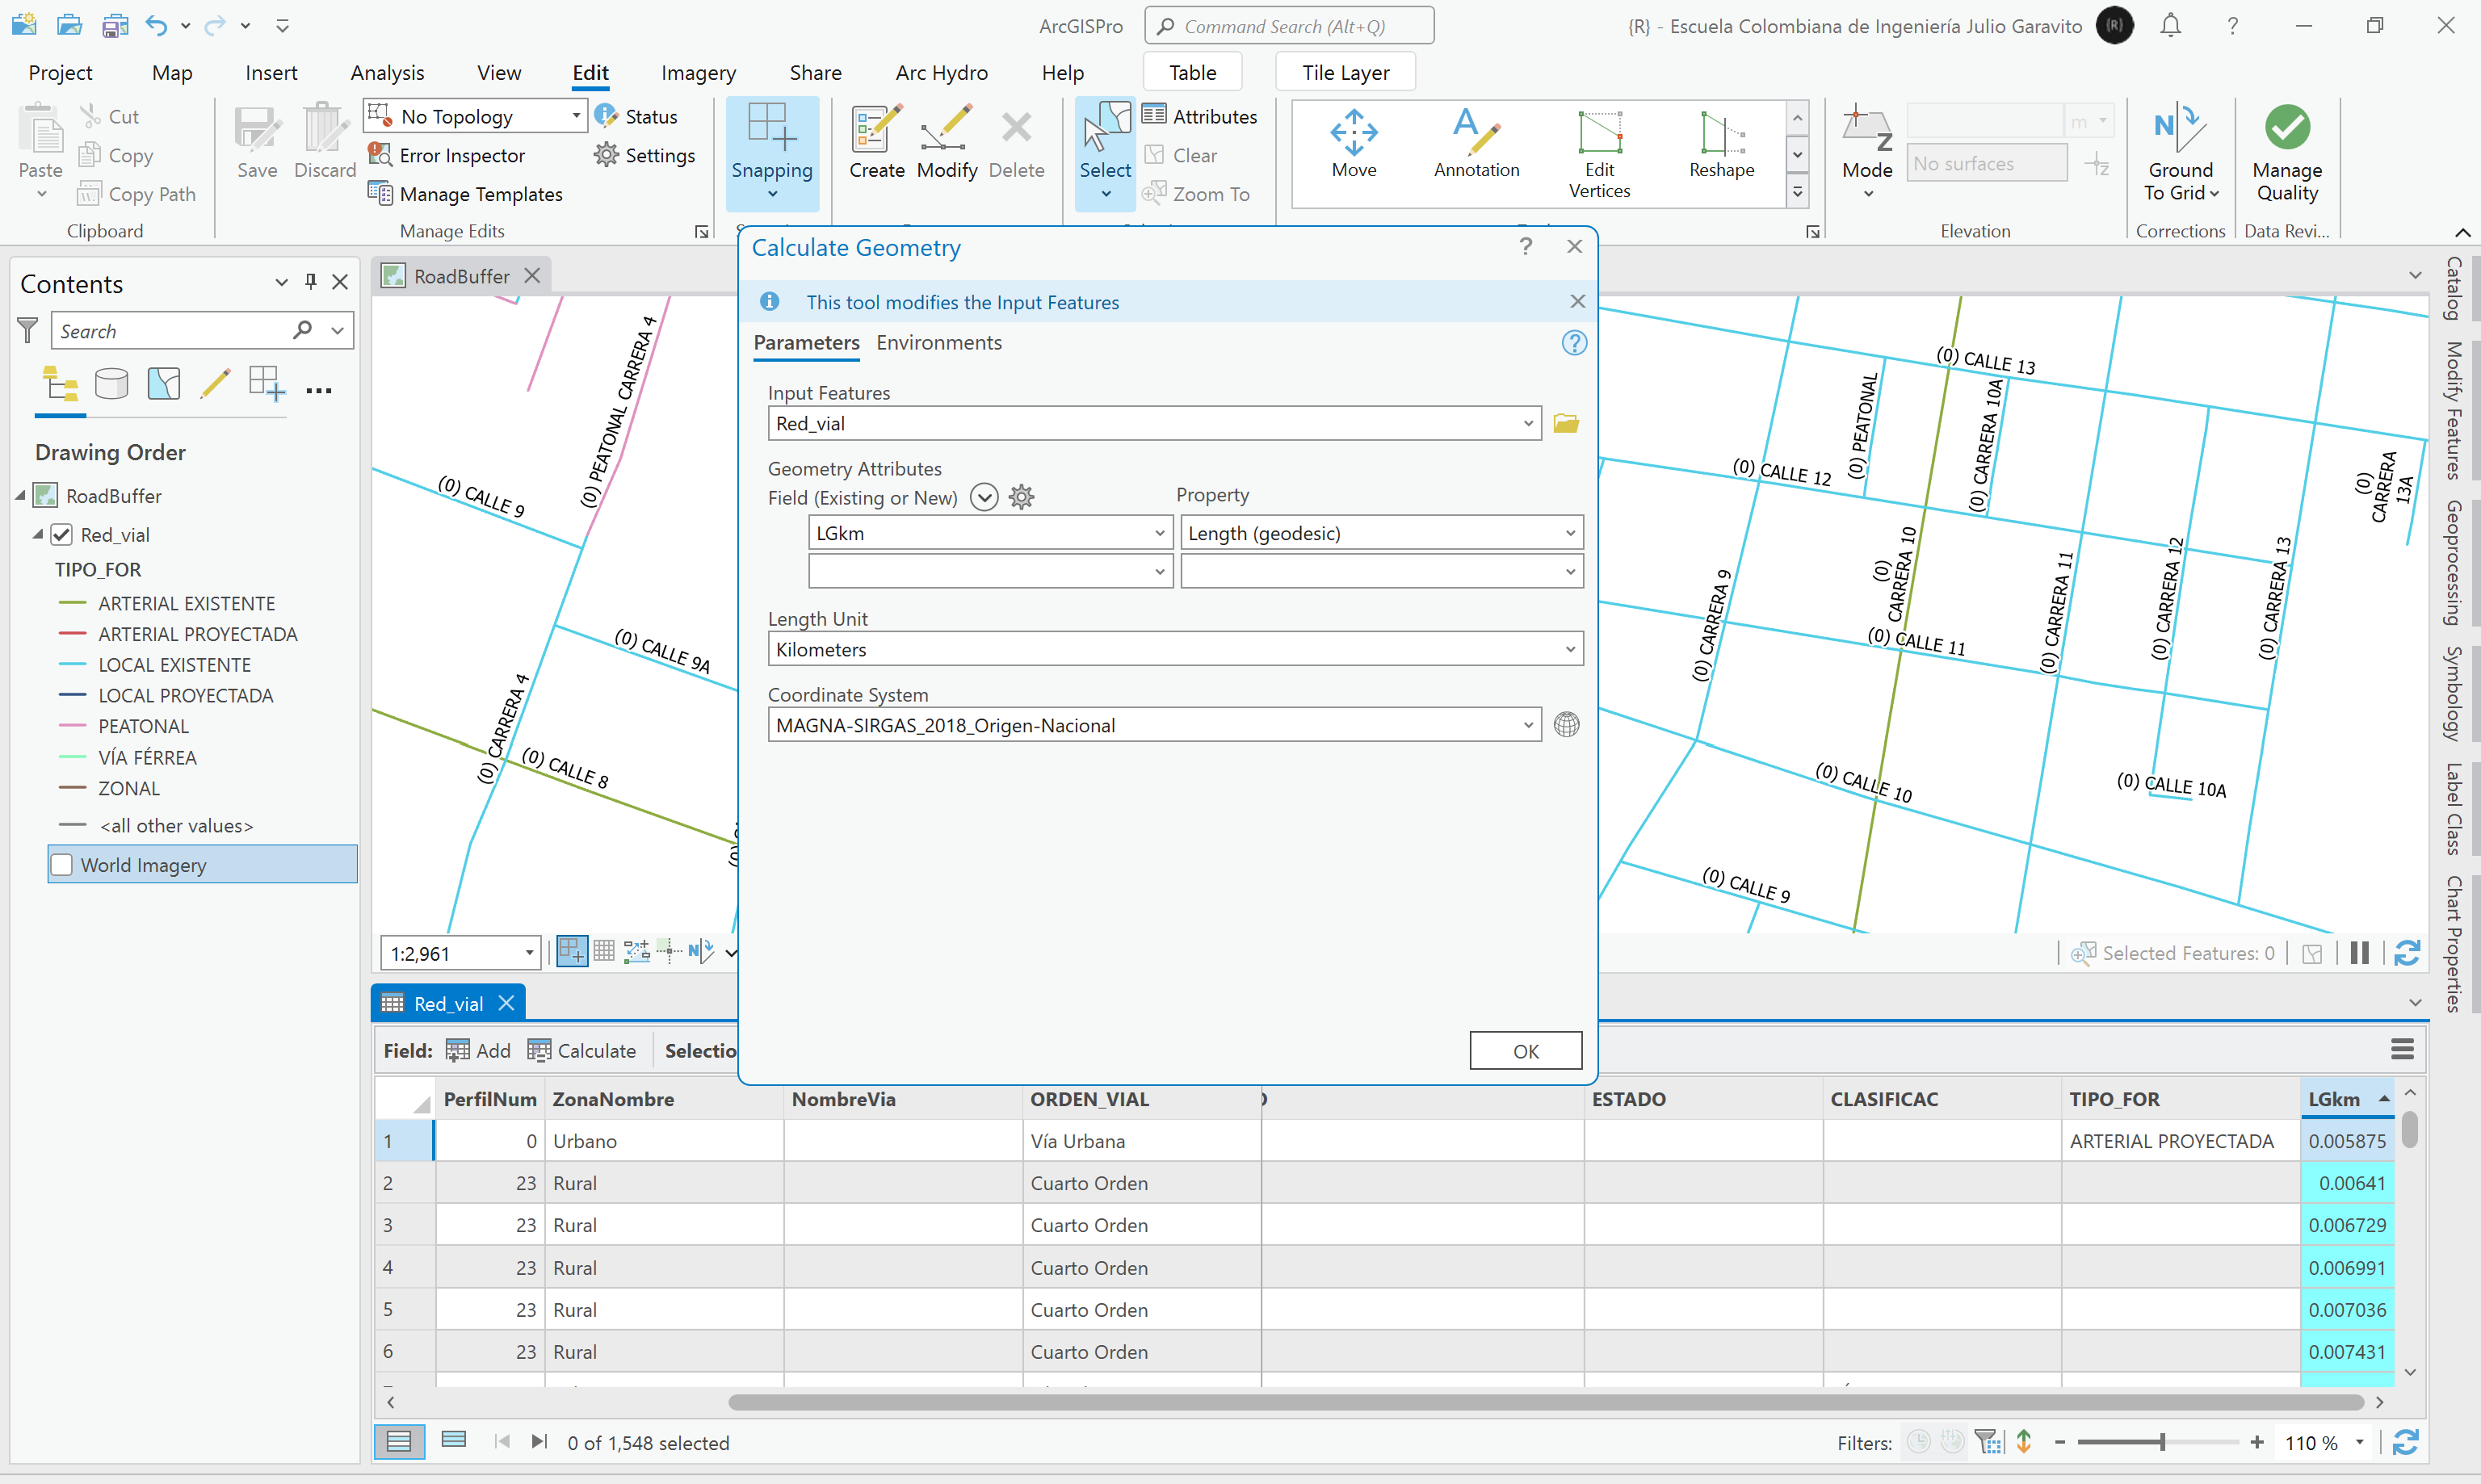 ArcGISPro
Command Search (Alt+Q)
{R} - Escuela Colombiana de Ingeniería Julio Garavito
{R}
Project
Map
Insert
Analysis
View
Edit
Imagery
Share
Arc Hydro
Help
Table
Tile Layer
Paste
Cut
Copy
Copy Path
Clipboard
Save
Discard
No Topology
Error Inspector
Manage Templates
Status
Settings
Manage Edits
Snapping
Create
Modify
Delete
Select
Attributes
Clear
Zoom To
Move
Annotation
Edit
Vertices
Reshape
Mode
m
No surfaces
Elevation
Ground
To Grid
Corrections
Manage
Quality
Data Revi...
Contents
Search
Drawing Order
RoadBuffer
Red_vial
TIPO_FOR
ARTERIAL EXISTENTE
ARTERIAL PROYECTADA
LOCAL EXISTENTE
LOCAL PROYECTADA
PEATONAL
VÍA FÉRREA
ZONAL
<all other values>
World Imagery
RoadBuffer
(0) PEATONAL CARRERA 4
(0) CALLE 9
(0) CALLE 9A
(0) CARRERA 4
(0) CALLE 8
Calculate Geometry
This tool modifies the Input Features
Parameters
Environments
Input Features
Red_vial
Geometry Attributes
Field (Existing or New)
Property
LGkm
Length (geodesic)
Length Unit
Kilometers
Coordinate System
MAGNA-SIRGAS_2018_Origen-Nacional
OK
(0) CALLE 13
(0) PEATONAL
(0) CARRERA 10A
(0) CALLE 12
(0) CARRERA 13A
(0) CARRERA 9
(0) CARRERA 10
(0) CARRERA 11
(0) CARRERA 12
(0) CARRERA 13
(0) CALLE 11
(0) CALLE 10
(0) CALLE 10A
(0) CALLE 9
Catalog
Modify Features
Geoprocessing
Symbology
Label Class
Chart Properties
1:2,961
Selected Features: 0
Red_vial
Field:
Add
Calculate
Selectio
PerfilNum ZonaNombre NombreVia ORDEN_VIAL ESTADO CLASIFICAC TIPO_FOR LGkm
1 0 Urbano Vía Urbana ARTERIAL PROYECTADA 0.005875
2 23 Rural Cuarto Orden 0.00641
3 23 Rural Cuarto Orden 0.006729
4 23 Rural Cuarto Orden 0.006991
5 23 Rural Cuarto Orden 0.007036
6 23 Rural Cuarto Orden 0.007431
0 of 1,548 selected
Filters:
110 %